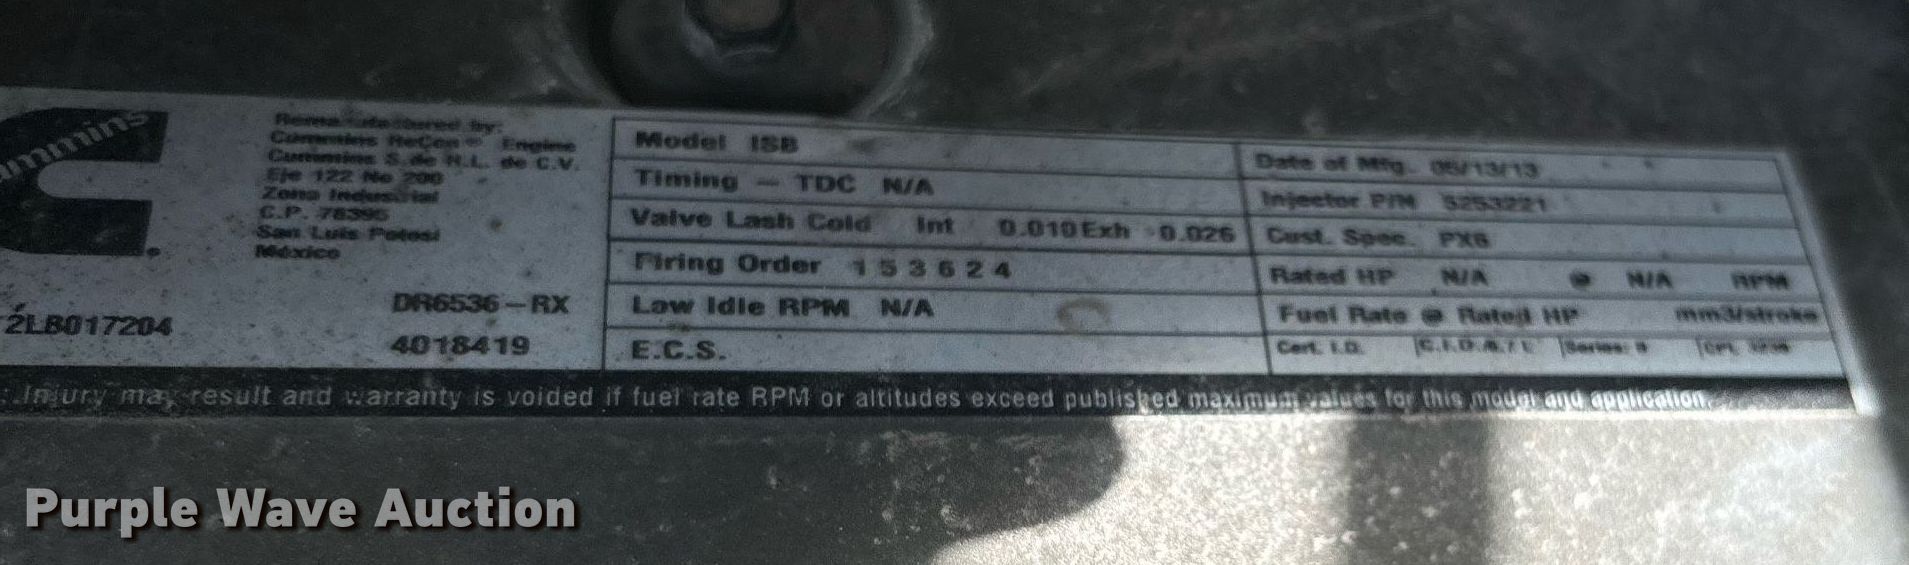 ummins
Remanufactured by:
Cummins ReCon Engine
Cummins S.de R.L. de C.V.
Eje 122 No 200
Zona Industrial
C.P. 78395
San Luis Potosi
México
DR6536-RX
2LB017204
4018419
Model ISB
Timing - TDC N/A
Valve Lash Cold Int 0.010 Exh 0.026
Firing Order 1 5 3 6 2 4
Low Idle RPM N/A
E.C.S.
Date of Mfg. 05/13/13
Injector P/N 5253221
Cust. Spec. PX6
Rated HP N/A @ N/A RPM
Fuel Rate @ Rated HP mm3/stroke
Cert. I.D. Series:
Injury may result and warranty is voided if fuel rate RPM or altitudes exceed published maximum values for this model and application.
Purple Wave Auction